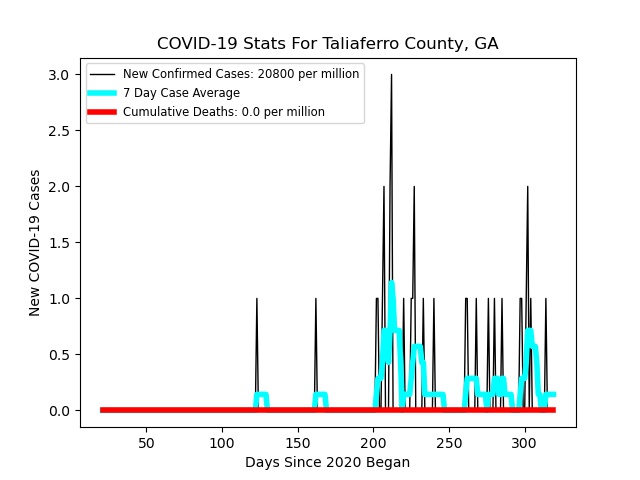 COVID-19 Stats For Taliaferro County, GA
New Confirmed Cases: 20800 per million
7 Day Case Average
Cumulative Deaths: 0.0 per million
New COVID-19 Cases
3.0
2.5
2.0
1.5
1.0
0.5
0.0
50 100 150 200 250 300
Days Since 2020 Began